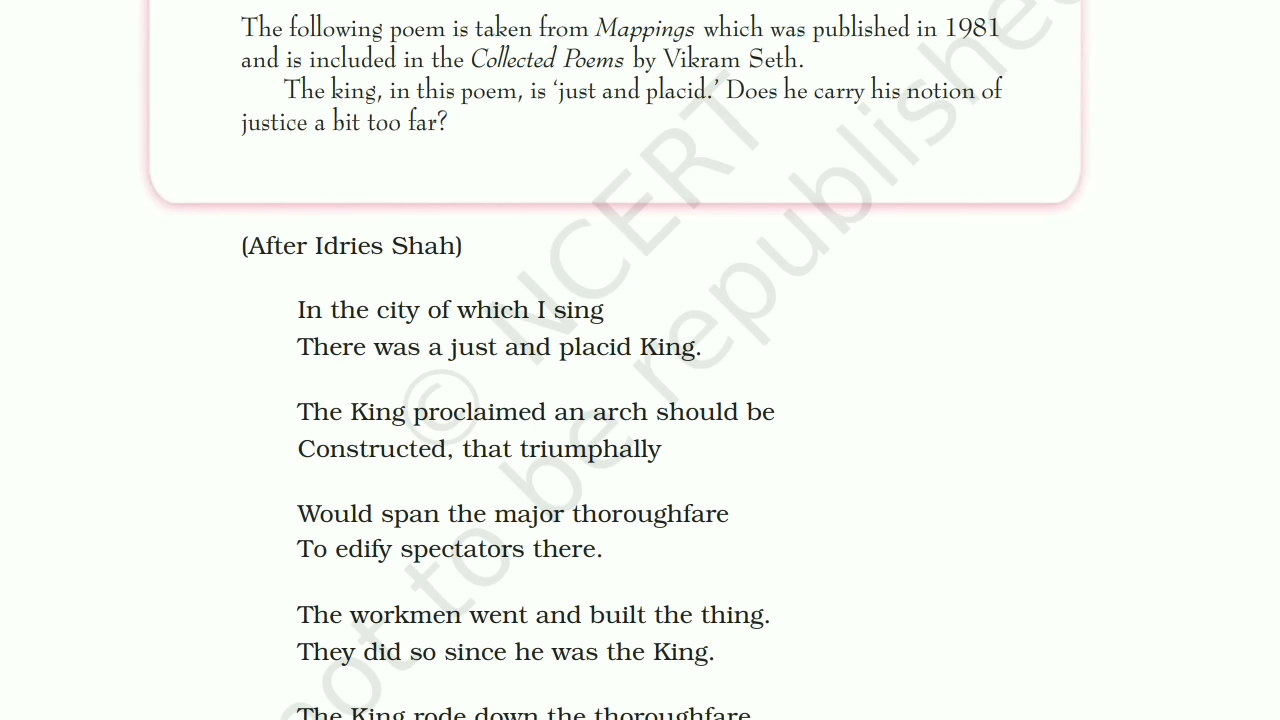 The following poem is taken from Mappings which was published in 1981
and is included in the Collected Poems by Vikram Seth.
The king, in this poem, is ‘just and placid.’ Does he carry his notion of
justice a bit too far?
(After Idries Shah)
In the city of which I sing
There was a just and placid King.
The King proclaimed an arch should be
Constructed, that triumphally
Would span the major thoroughfare
To edify spectators there.
The workmen went and built the thing.
They did so since he was the King.
The King rode down the thoroughfare
© NCERT
not to be republished